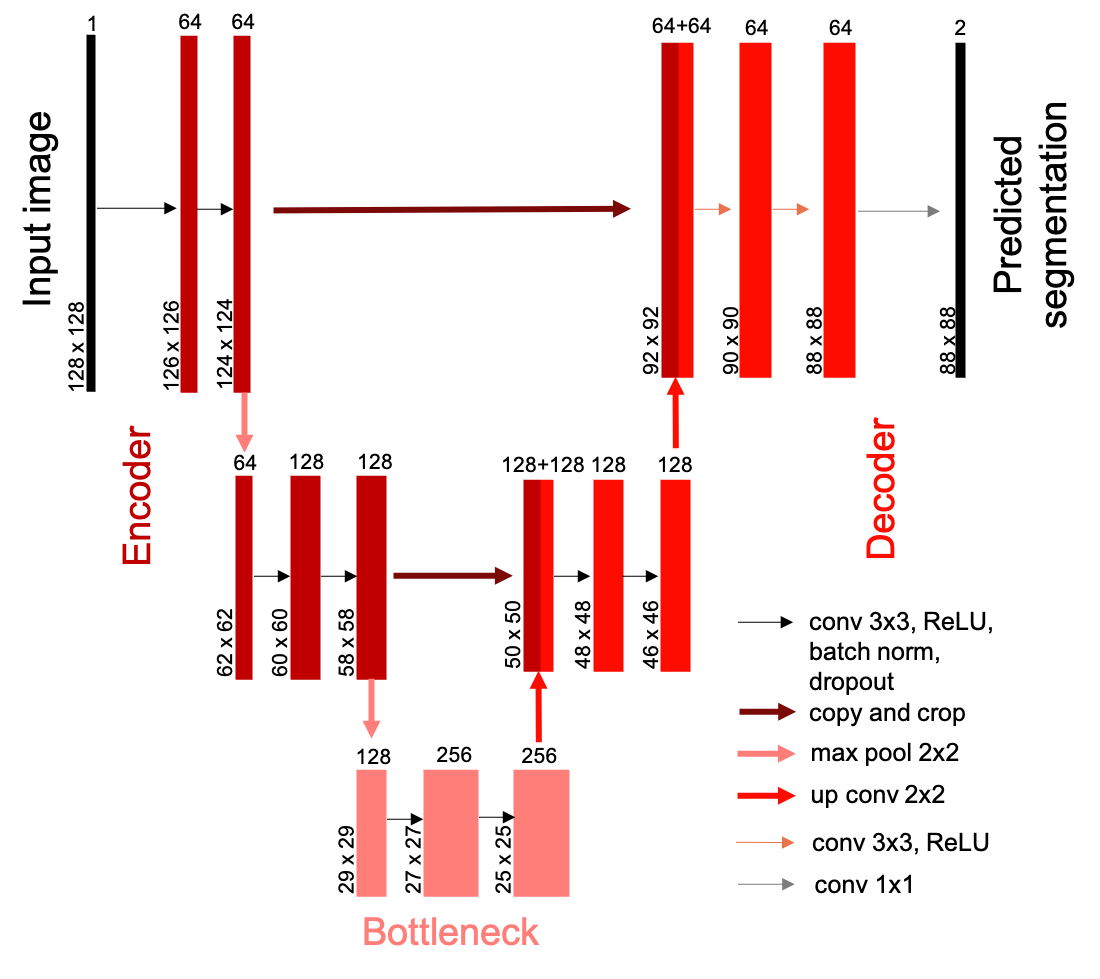 1
64
64
64+64
64
64
2
Input image
128 x 128
126 x 126
124 x 124
92 x 92
90 x 90
88 x 88
88 x 88
Predicted
segmentation
Encoder
64
128
128
128+128
128
128
Decoder
62 x 62
60 x 60
58 x 58
50 x 50
48 x 48
46 x 46
128
256
256
29 x 29
27 x 27
25 x 25
Bottleneck
conv 3x3, ReLU,
batch norm,
dropout
copy and crop
max pool 2x2
up conv 2x2
conv 3x3, ReLU
conv 1x1